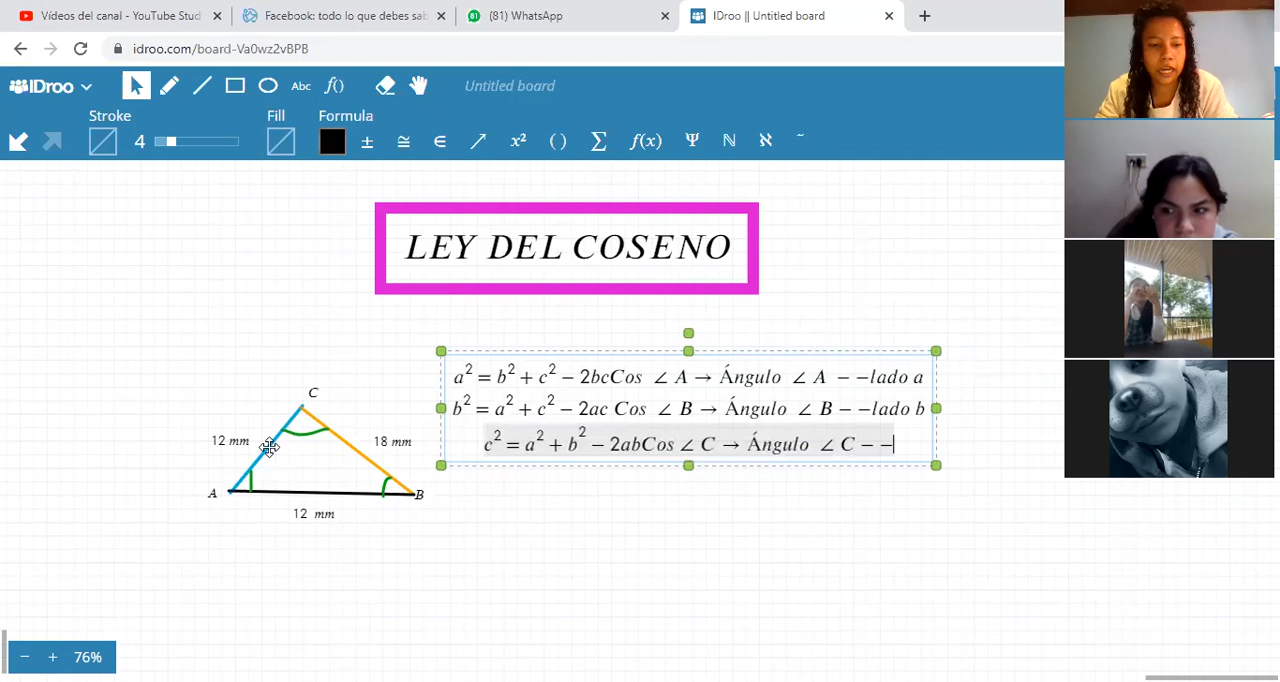 Vídeos del canal - YouTube Stud
Facebook: todo lo que debes sab
(81) WhatsApp
IDroo || Untitled board
idroo.com/board-Va0wz2vBPB
IDroo
Abc
f()
Untitled board
Stroke
Fill
Formula
4
± ≅ ∈ ↗ x² ( ) ∑ f(x) Ψ ℕ ℵ ~
LEY DEL COSENO
a² = b² + c² − 2bcCos ∠ A → Ángulo ∠ A − −lado a
b² = a² + c² − 2ac Cos ∠ B → Ángulo ∠ B − −lado b
c² = a² + b² − 2abCos ∠ C → Ángulo ∠ C − −
C
12 mm
18 mm
A
B
12 mm
− + 76%